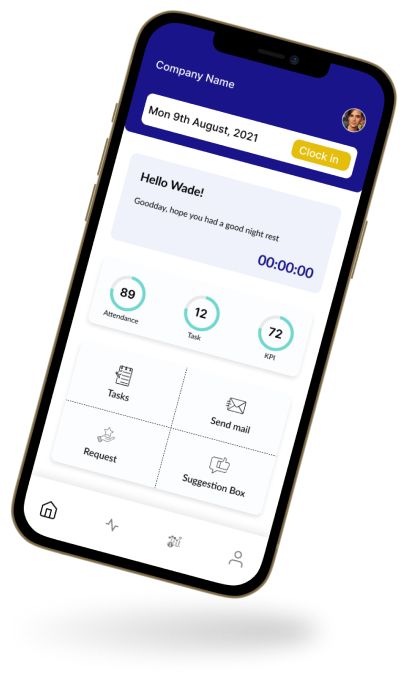 Company Name
Mon 9th August, 2021
Clock in
Hello Wade!
Goodday, hope you had a good night rest
00:00:00
89
12
72
Attendance
Task
KPI
Tasks
Send mail
Request
Suggestion Box